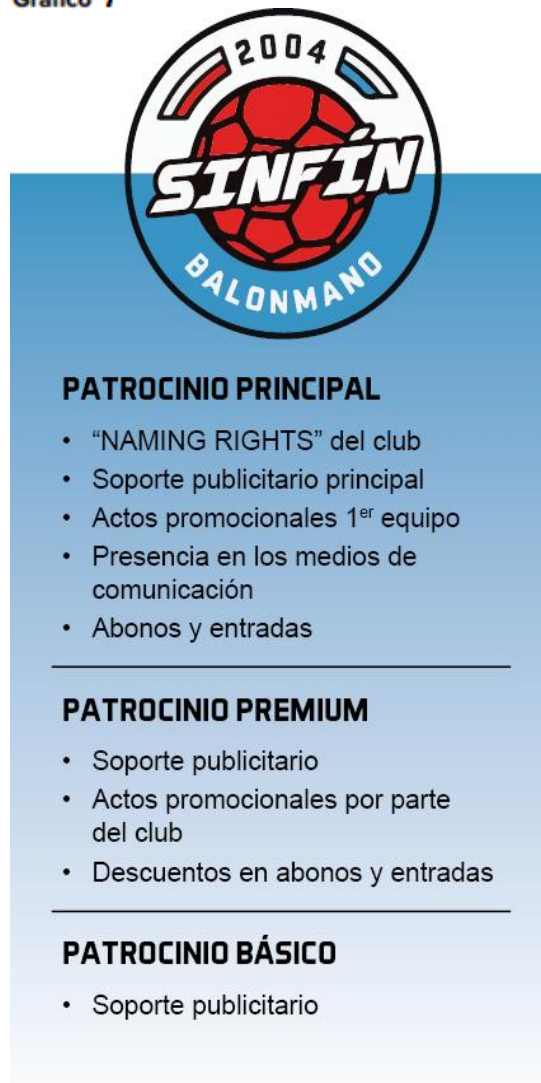 Gráfico 7
2004
SINFÍN
BALONMANO
PATROCINIO PRINCIPAL
• “NAMING RIGHTS” del club
• Soporte publicitario principal
• Actos promocionales 1er equipo
• Presencia en los medios de
comunicación
• Abonos y entradas
PATROCINIO PREMIUM
• Soporte publicitario
• Actos promocionales por parte
del club
• Descuentos en abonos y entradas
PATROCINIO BÁSICO
• Soporte publicitario